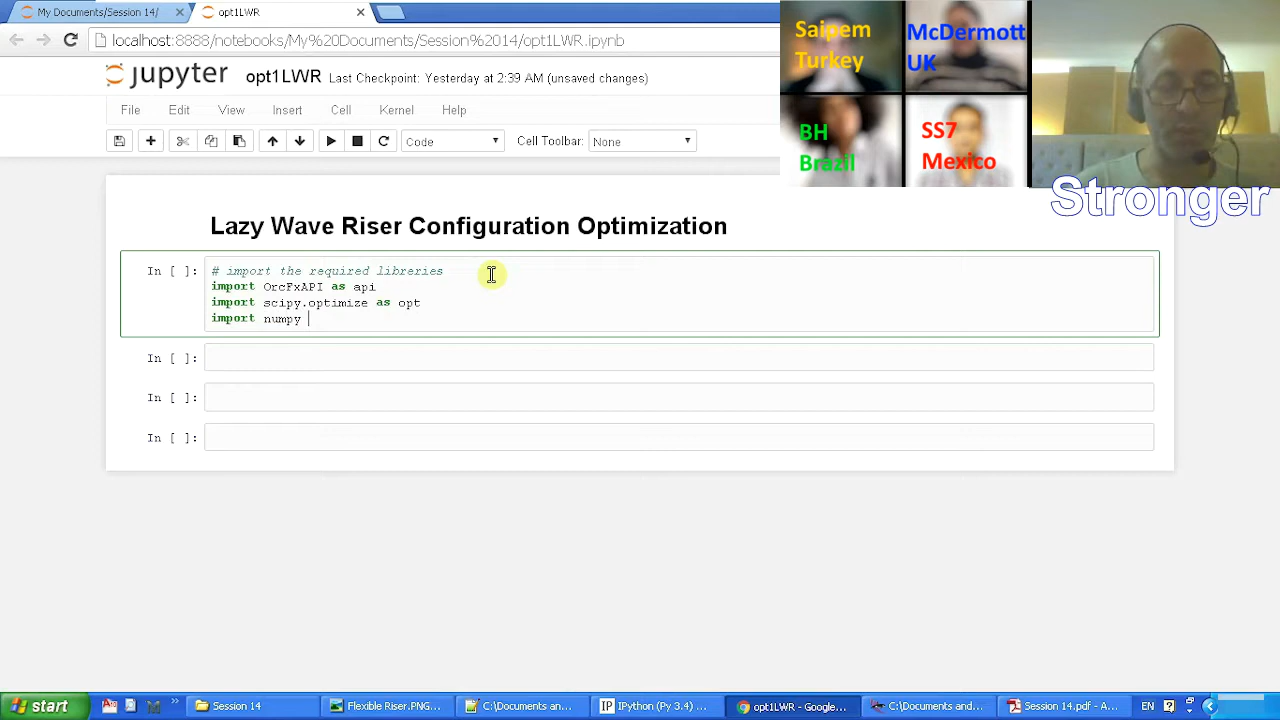 My Documents/Session 14/
opt1LWR
My%20Documents/Session%2014/opt1LWR.ipynb
jupyter opt1LWR Last Checkpoint: Yesterday at 2:39 AM (unsaved changes)
File Edit View Insert Cell Kernel Help
Code Cell Toolbar: None
Saipem
Turkey
McDermott
UK
BH
Brazil
SS7
Mexico
Stronger
Lazy Wave Riser Configuration Optimization
In [ ]: # import the required libreries
import OrcFxAPI as api
import scipy.optimize as opt
import numpy
In [ ]:
In [ ]:
In [ ]:
start
Session 14
Flexible Riser.PNG...
C:\Documents an...
IPython (Py 3.4) ...
opt1LWR - Google...
C:\Documents and...
Session 14.pdf - A...
EN